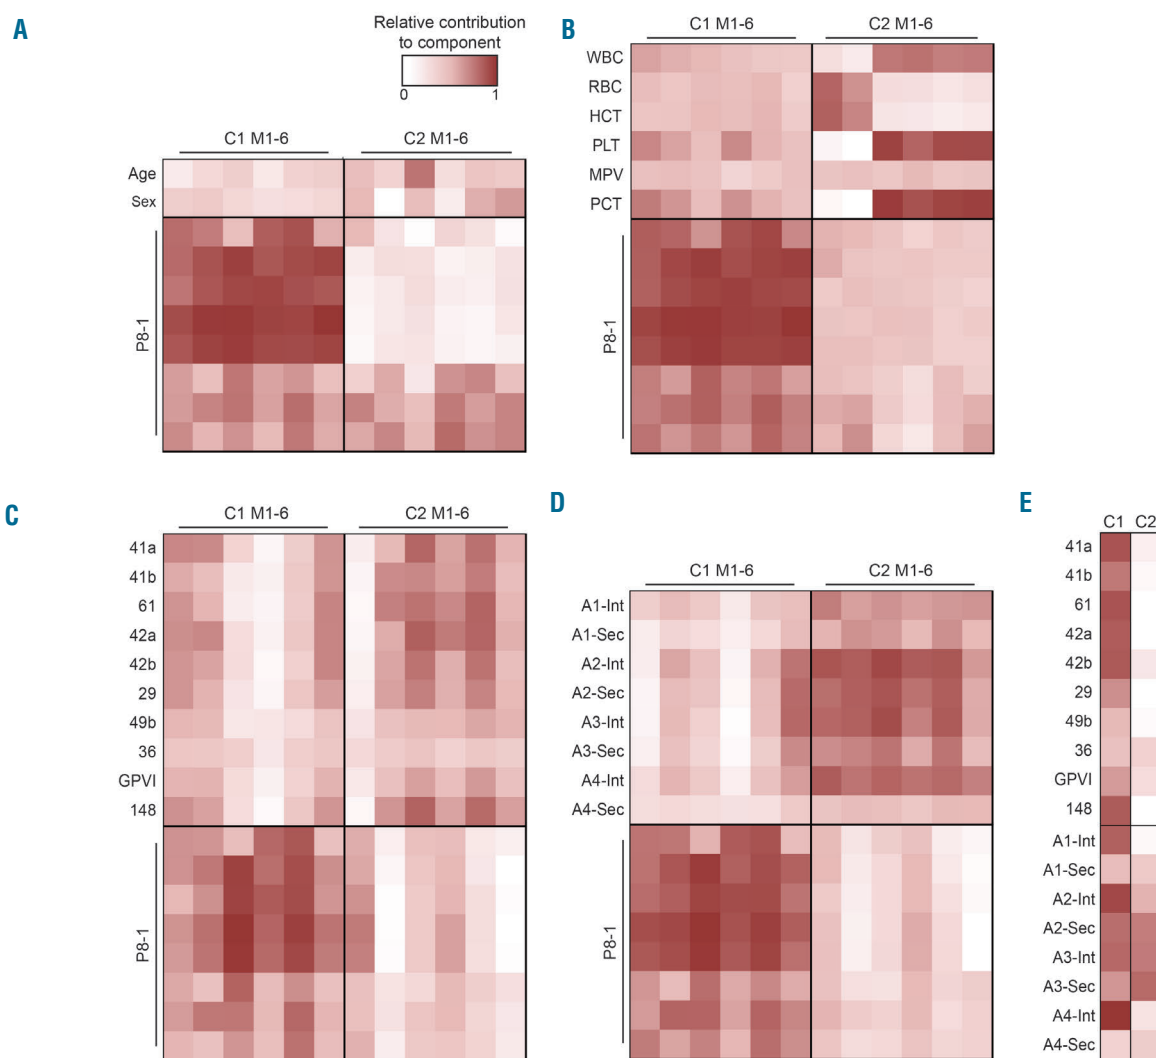 A
Relative contribution
to component
0 1
C1 M1-6 C2 M1-6
Age
Sex
P8-1
B
C1 M1-6 C2 M1-6
WBC
RBC
HCT
PLT
MPV
PCT
P8-1
C
C1 M1-6 C2 M1-6
41a
41b
61
42a
42b
29
49b
36
GPVI
148
P8-1
D
C1 M1-6 C2 M1-6
A1-Int
A1-Sec
A2-Int
A2-Sec
A3-Int
A3-Sec
A4-Int
A4-Sec
P8-1
E
C1 C2
41a
41b
61
42a
42b
29
49b
36
GPVI
148
A1-Int
A1-Sec
A2-Int
A2-Sec
A3-Int
A3-Sec
A4-Int
A4-Sec